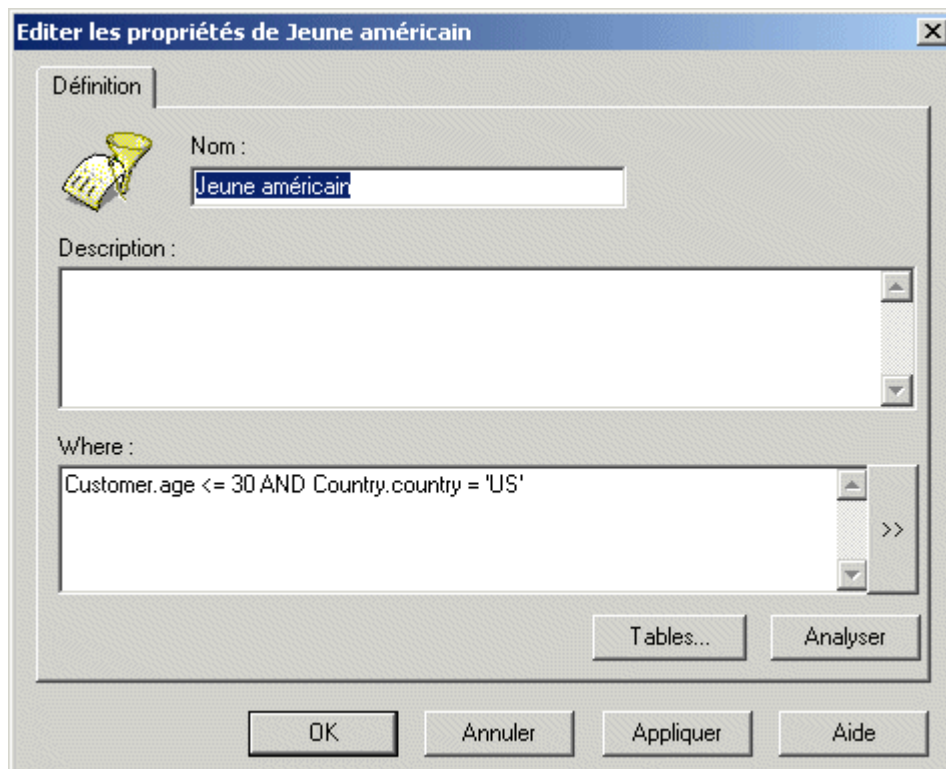 Editer les propriétés de Jeune américain
Définition
Nom :
Jeune américain
Description :
Where :
Customer.age <= 30 AND Country.country = 'US'
>>
Tables...
Analyser
OK
Annuler
Appliquer
Aide